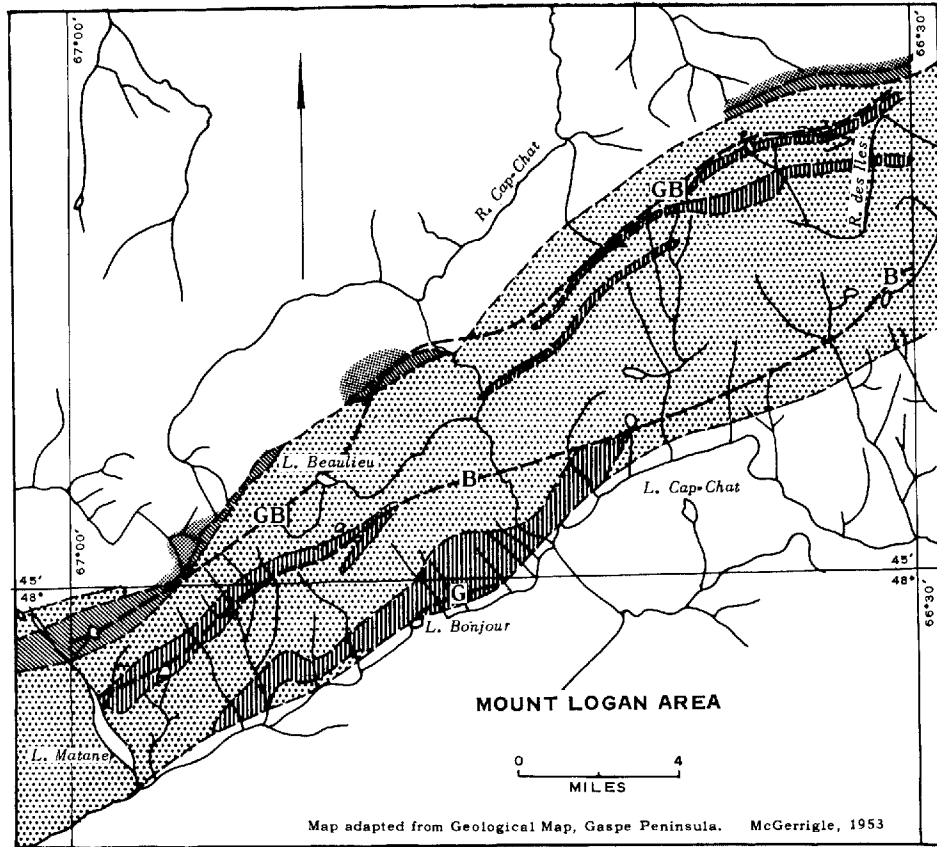 67°00'
66°30'
R. Cap-Chat
GB
R. des Iles
B
L. Beaulieu
B
L. Cap-Chat
GB
67°00'
45'
48°
45'
48°
66°30'
G
L. Bonjour
MOUNT LOGAN AREA
L. Matane
0 4
MILES
Map adapted from Geological Map, Gaspe Peninsula. McGerrigle, 1953